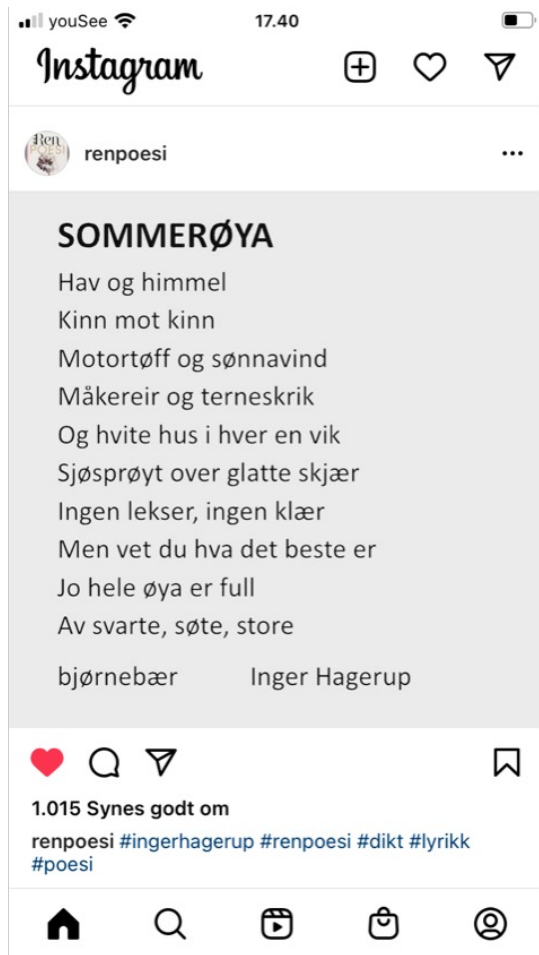 youSee 17.40
Instagram
Ren
POESI
renpoesi
SOMMERØYA
Hav og himmel
Kinn mot kinn
Motortøff og sønnavind
Måkereir og terneskrik
Og hvite hus i hver en vik
Sjøsprøyt over glatte skjær
Ingen lekser, ingen klær
Men vet du hva det beste er
Jo hele øya er full
Av svarte, søte, store
bjørnebær Inger Hagerup
1.015 Synes godt om
renpoesi #ingerhagerup #renpoesi #dikt #lyrikk
#poesi